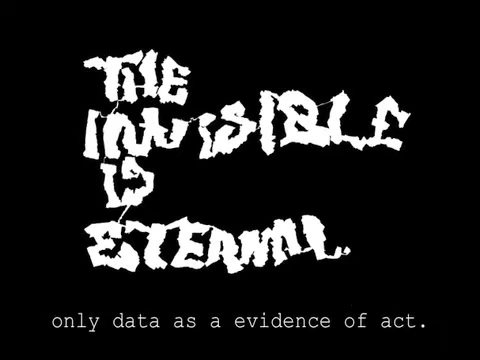 THE
INVISIBLE
IS
ETERNAL.
only data as a evidence of act.